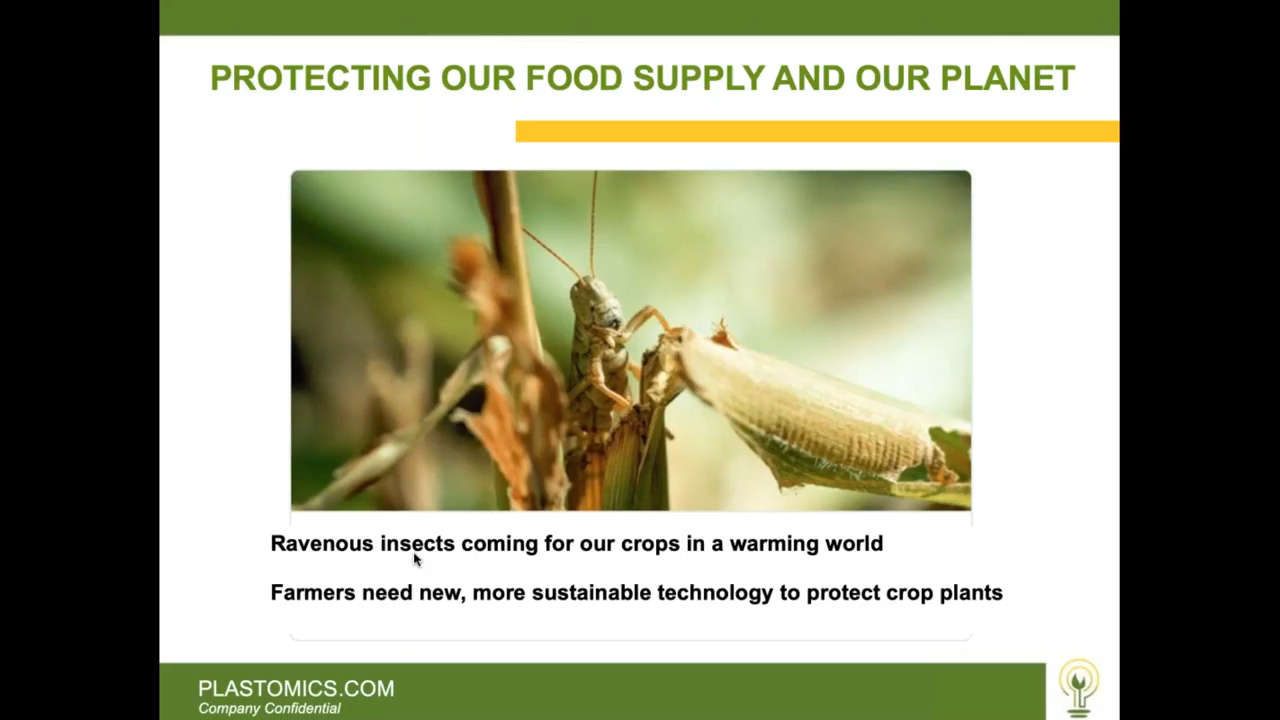 PROTECTING OUR FOOD SUPPLY AND OUR PLANET
Ravenous insects coming for our crops in a warming world
Farmers need new, more sustainable technology to protect crop plants
PLASTOMICS.COM
Company Confidential